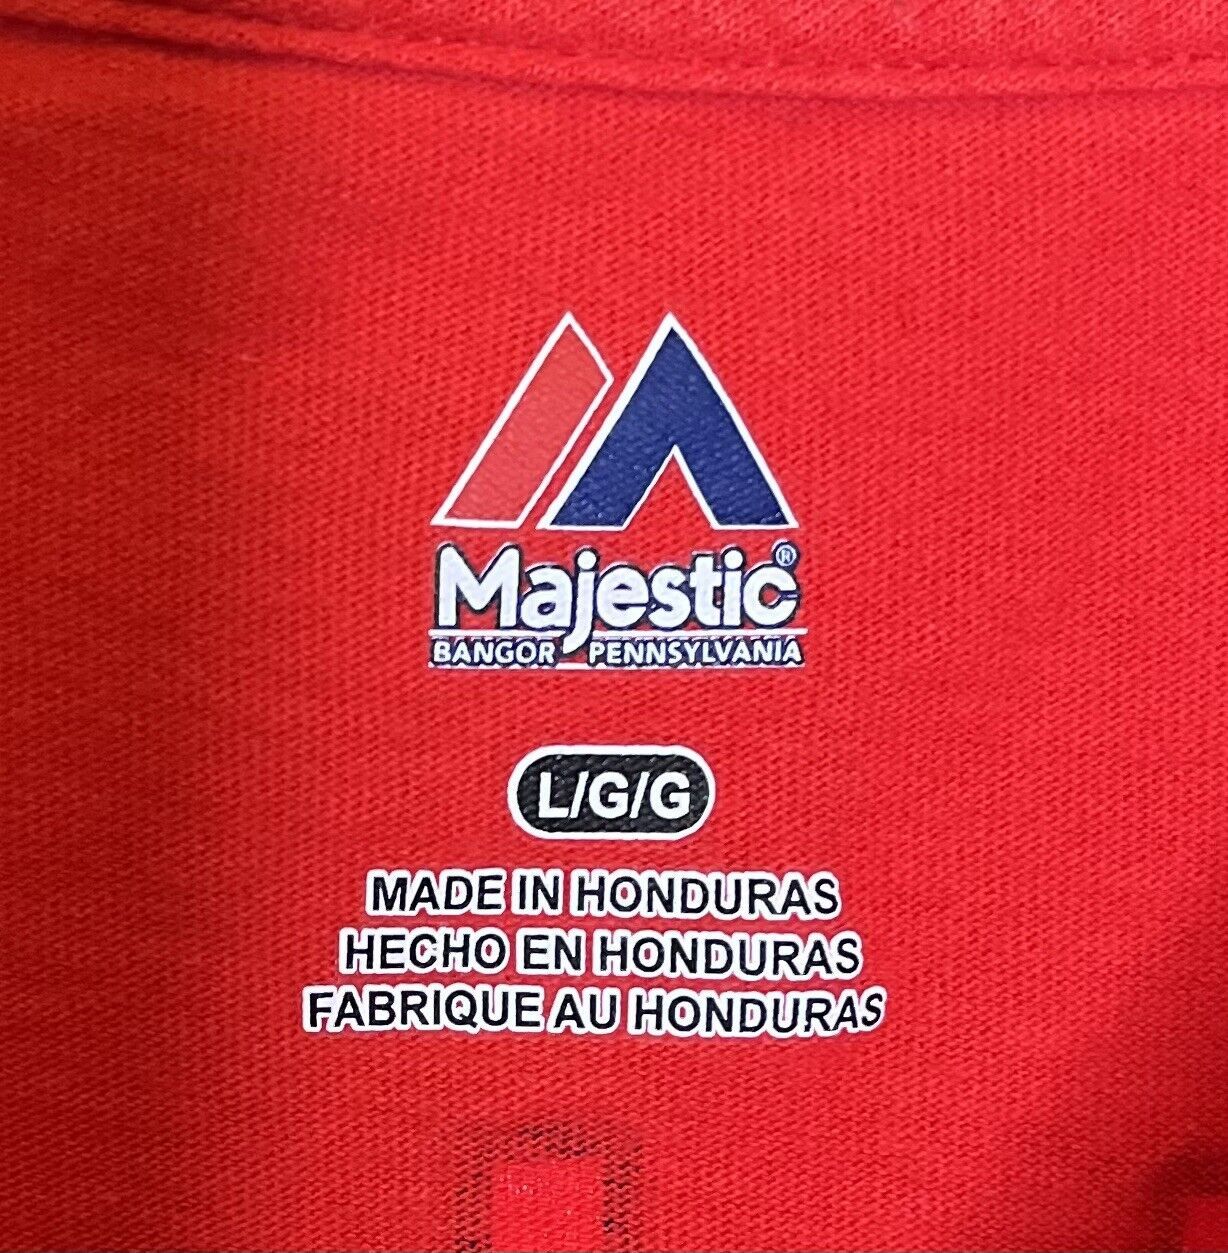 Majestic®
BANGOR PENNSYLVANIA
L/G/G
MADE IN HONDURAS
HECHO EN HONDURAS
FABRIQUE AU HONDURAS